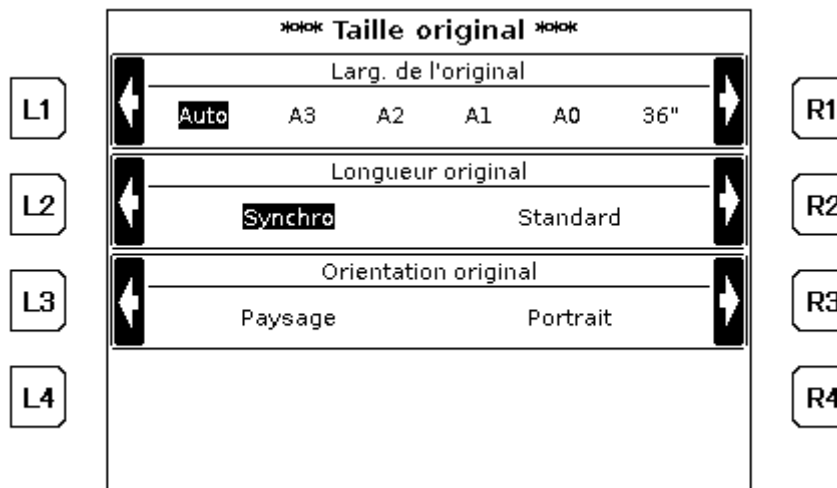 *** Taille original ***
Larg. de l'original
L1 Auto A3 A2 A1 A0 36" R1
Longueur original
L2 Synchro Standard R2
Orientation original
L3 Paysage Portrait R3
L4 R4